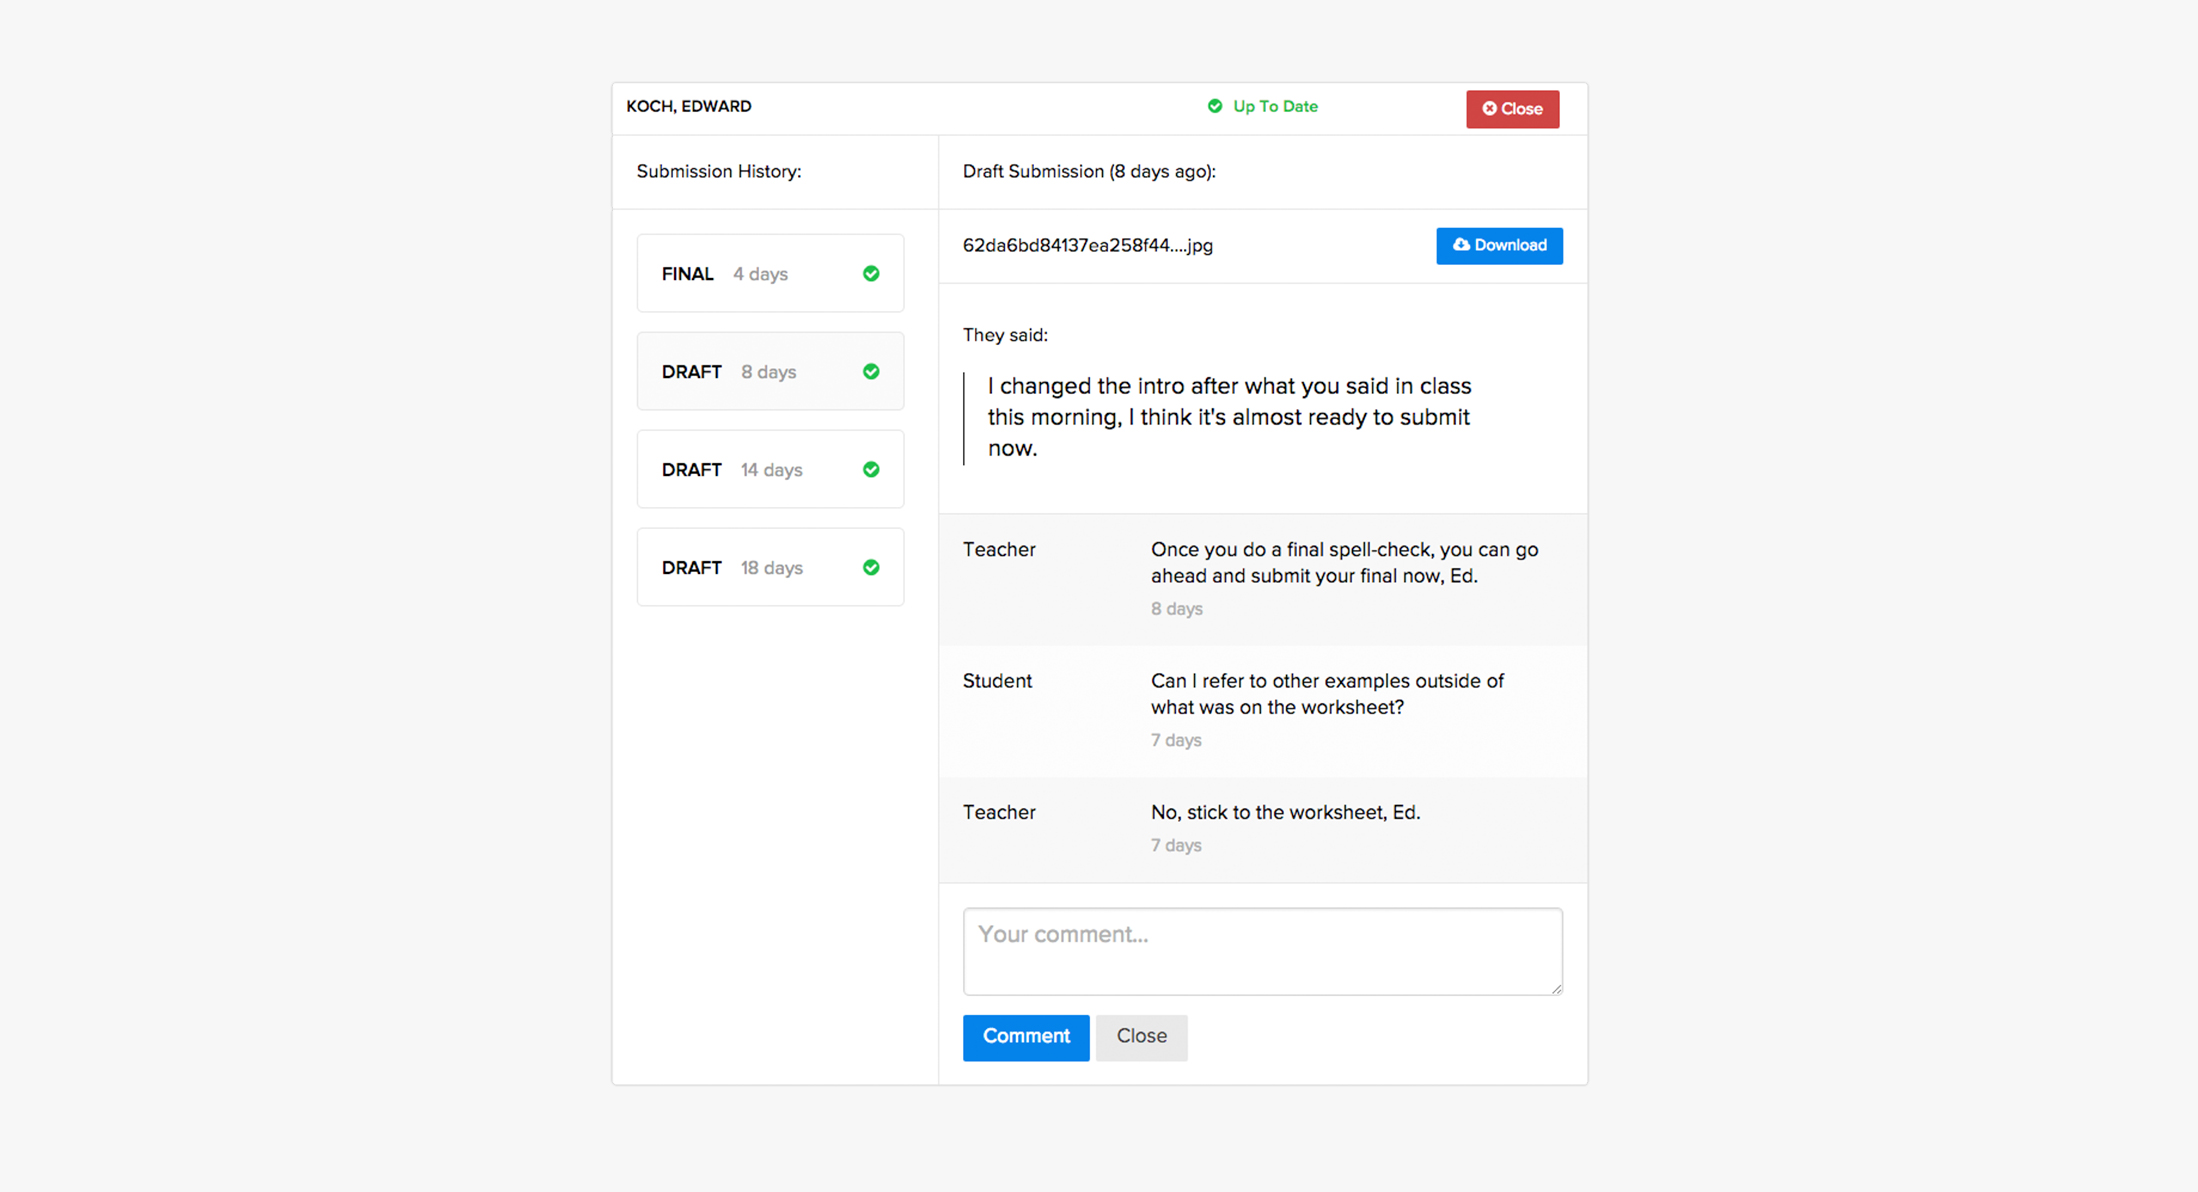 KOCH, EDWARD
Up To Date
Close
Submission History:
Draft Submission (8 days ago):
FINAL 4 days
DRAFT 8 days
DRAFT 14 days
DRAFT 18 days
62da6bd84137ea258f44....jpg
Download
They said:
I changed the intro after what you said in class
this morning, I think it's almost ready to submit
now.
Teacher
Once you do a final spell-check, you can go
ahead and submit your final now, Ed.
8 days
Student
Can I refer to other examples outside of
what was on the worksheet?
7 days
Teacher
No, stick to the worksheet, Ed.
7 days
Your comment...
Comment
Close